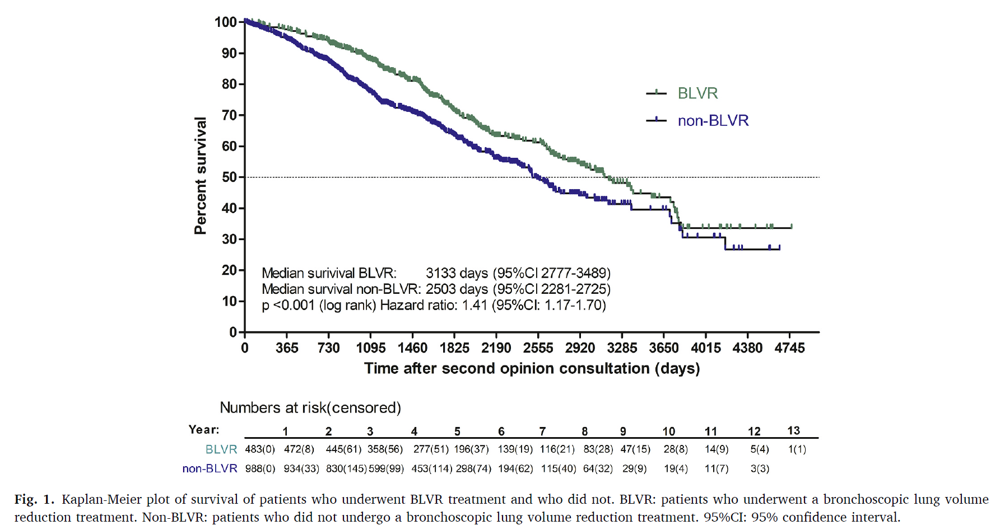 100
90
80
70
60
50
40
30
20
10
0
Percent survival
BLVR
non-BLVR
Median surivival BLVR: 3133 days (95%CI 2777-3489)
Median survival non-BLVR: 2503 days (95%CI 2281-2725)
p <0.001 (log rank) Hazard ratio: 1.41 (95%CI: 1.17-1.70)
0 365 730 1095 1460 1825 2190 2555 2920 3285 3650 4015 4380 4745
Time after second opinion consultation (days)
Numbers at risk(censored)
Year: 1 2 3 4 5 6 7 8 9 10 11 12 13
BLVR 483(0) 472(8) 445(61) 358(56) 277(51) 196(37) 139(19) 116(21) 83(28) 47(15) 28(8) 14(9) 5(4) 1(1)
non-BLVR 988(0) 934(33) 830(145) 599(99) 453(114) 298(74) 194(62) 115(40) 64(32) 29(9) 19(4) 11(7) 3(3)
Fig. 1. Kaplan-Meier plot of survival of patients who underwent BLVR treatment and who did not. BLVR: patients who underwent a bronchoscopic lung volume
reduction treatment. Non-BLVR: patients who did not undergo a bronchoscopic lung volume reduction treatment. 95%CI: 95% confidence interval.